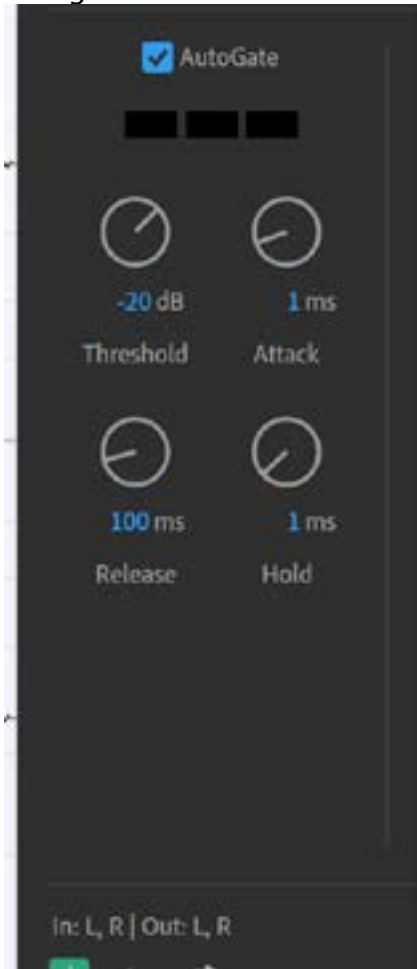 AutoGate
-20 dB
1 ms
Threshold
Attack
100 ms
1 ms
Release
Hold
In: L, R | Out: L, R